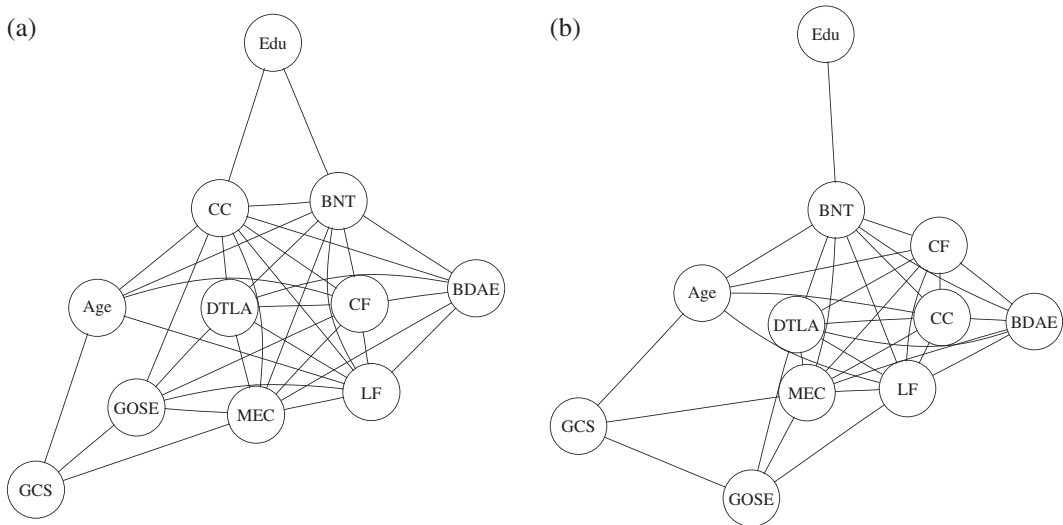 (a)
Edu
CC
BNT
Age
DTLA
CF
BDAE
GOSE
MEC
LF
GCS
(b)
Edu
BNT
CF
Age
DTLA
CC
BDAE
MEC
LF
GCS
GOSE